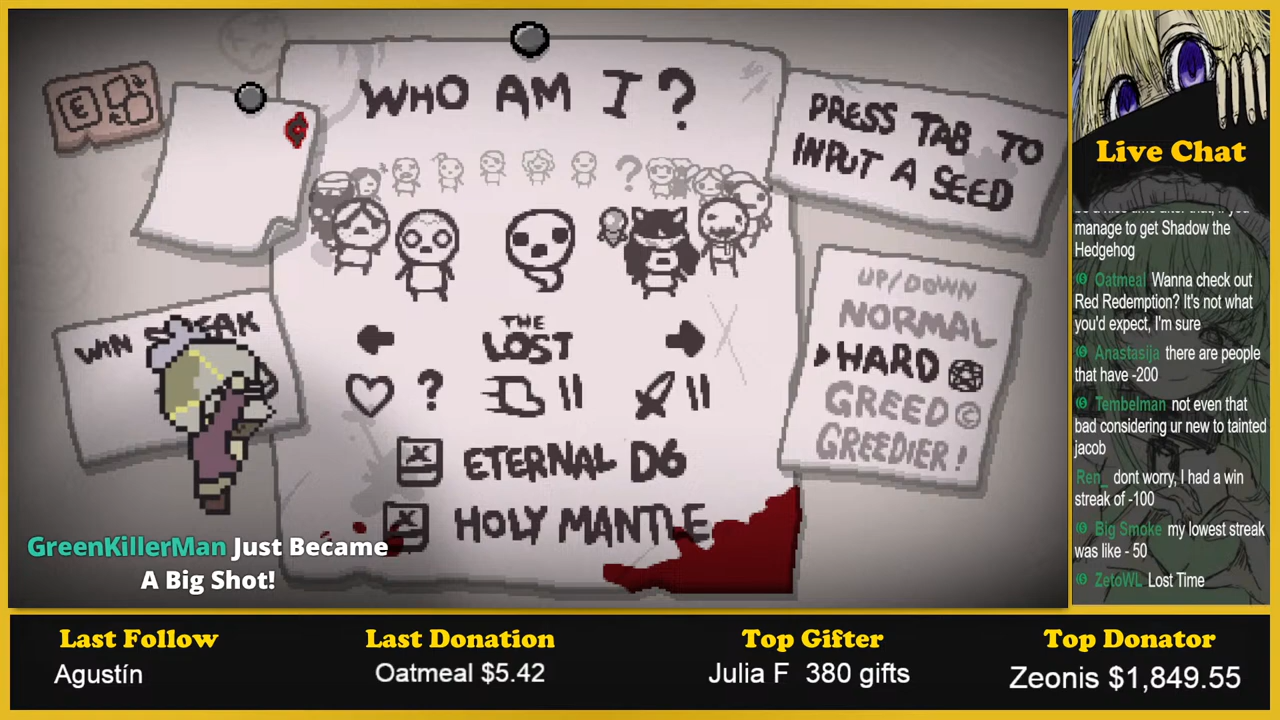 WHO AM I?
PRESS TAB TO
INPUT A SEED
?
THE
LOST
?
ETERNAL D6
HOLY MANTLE
UP/DOWN
NORMAL
HARD
GREED ©
GREEDIER!
WIN STREAK
GreenKillerMan Just Became
A Big Shot!
Live Chat
manage to get Shadow the
Hedgehog
Oatmeal Wanna check out
Red Redemption? It's not what
you'd expect, I'm sure
Anastasija there are people
that have -200
Tembelman not even that
bad considering ur new to tainted
jacob
Ren_ dont worry, I had a win
streak of -100
Big Smoke my lowest streak
was like - 50
ZetoWL Lost Time
Last Follow
Agustín
Last Donation
Oatmeal $5.42
Top Gifter
Julia F 380 gifts
Top Donator
Zeonis $1,849.55